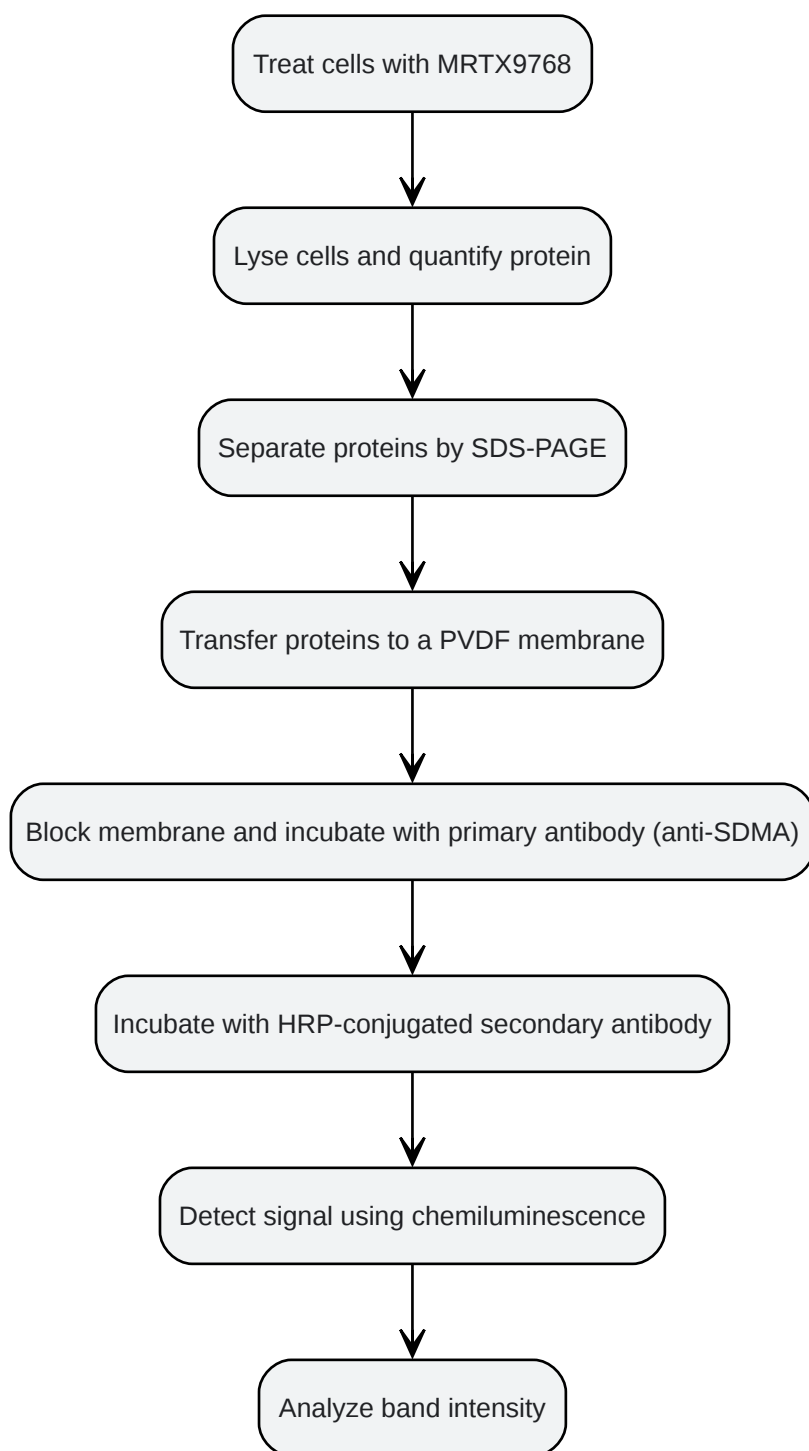 Treat cells with MRTX9768
Lyse cells and quantify protein
Separate proteins by SDS-PAGE
Transfer proteins to a PVDF membrane
Block membrane and incubate with primary antibody (anti-SDMA)
Incubate with HRP-conjugated secondary antibody
Detect signal using chemiluminescence
Analyze band intensity